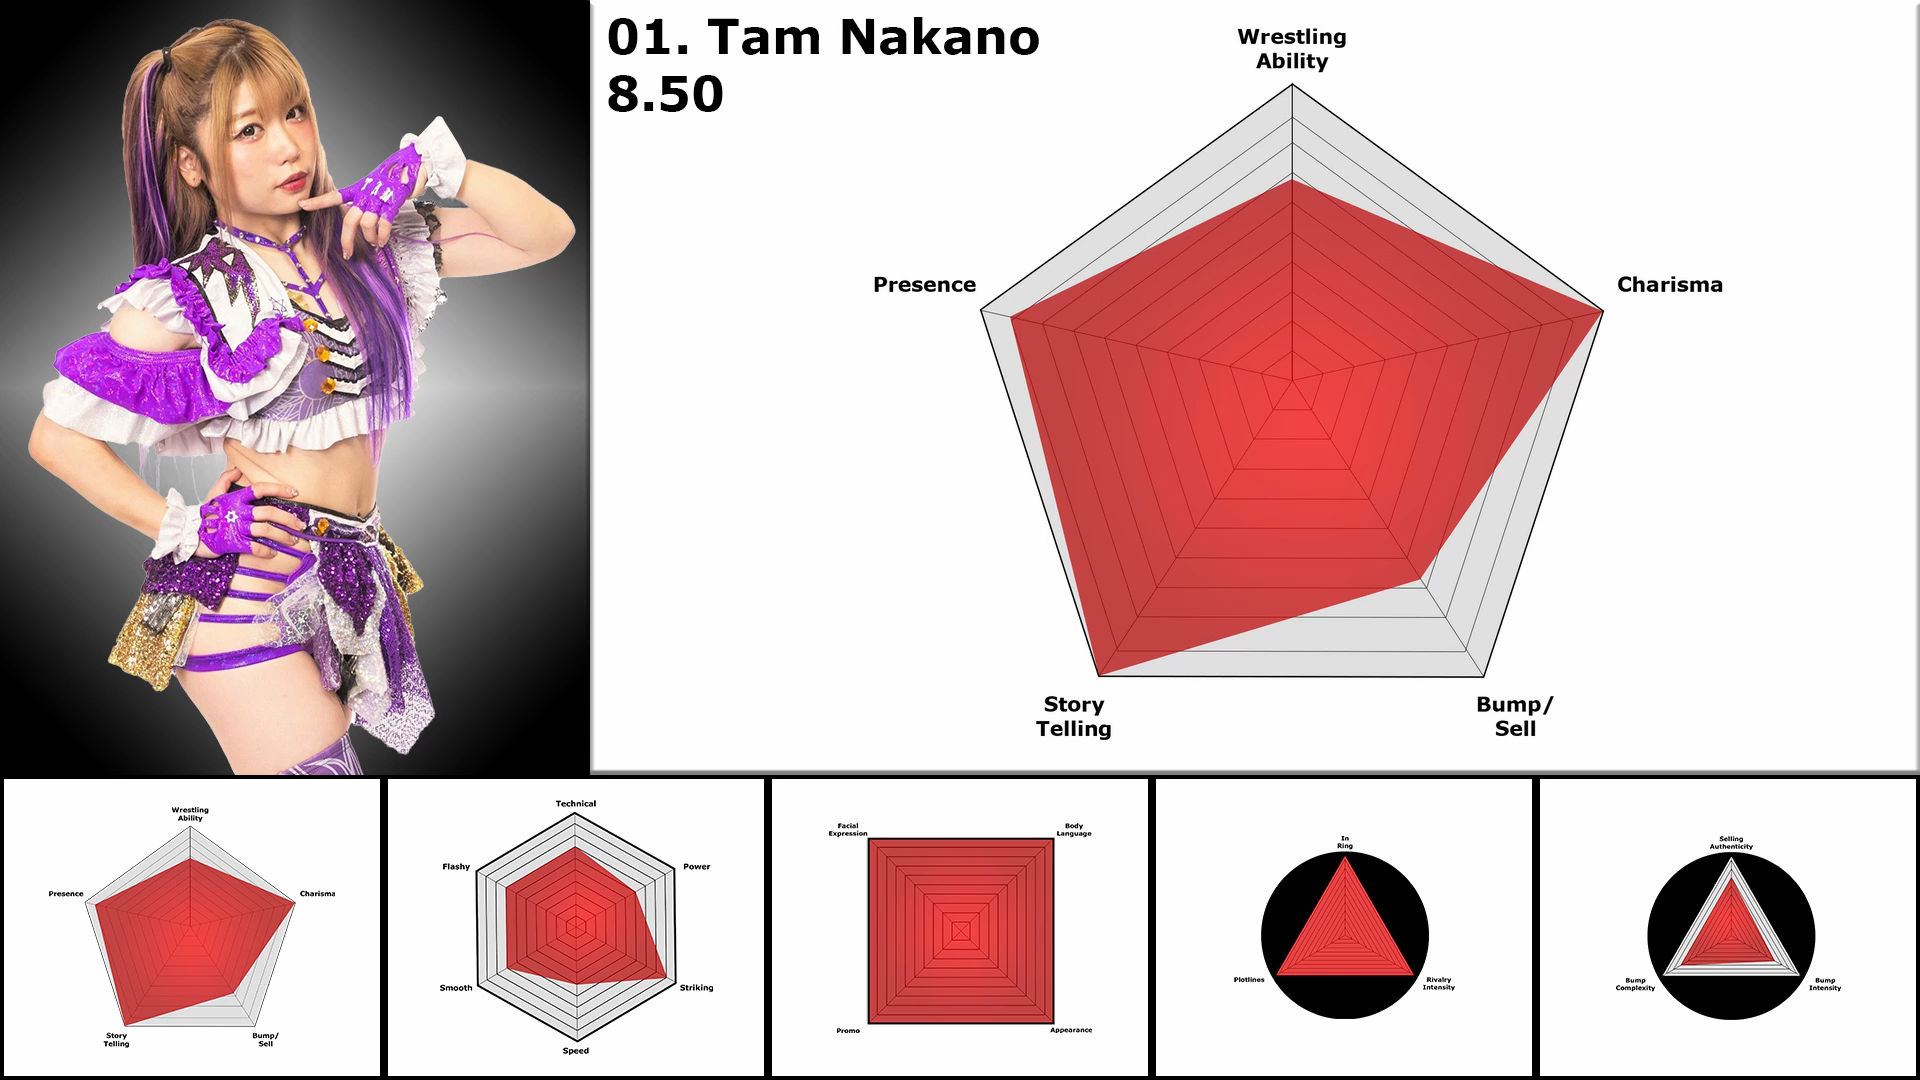 01. Tam Nakano
8.50
Wrestling
Ability
Presence
Charisma
Story
Telling
Bump/
Sell
Wrestling
Ability
Presence
Charisma
Story
Telling
Bump/
Sell
Technical
Flashy
Power
Smooth
Striking
Speed
Facial
Expression
Body
Language
Promo
Appearance
In
Ring
Plotlines
Rivalry
Intensity
Selling
Authenticity
Bump
Complexity
Bump
Intensity